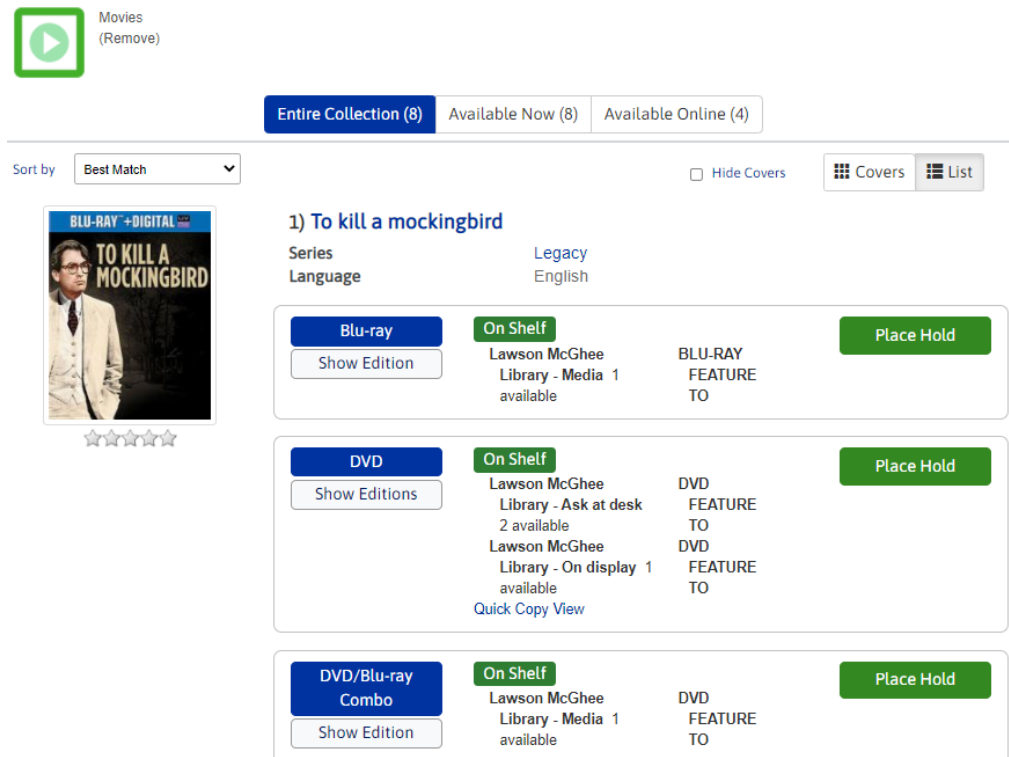 Movies
(Remove)
Entire Collection (8)
Available Now (8)
Available Online (4)
Sort by
Best Match
Hide Covers
Covers
List
BLU-RAY™+DIGITAL
TO KILL A
MOCKINGBIRD
1) To kill a mockingbird
Series Legacy
Language English
Blu-ray
Show Edition
On Shelf
Lawson McGhee
Library - Media 1
available
BLU-RAY
FEATURE
TO
Place Hold
DVD
Show Editions
On Shelf
Lawson McGhee
Library - Ask at desk
2 available
DVD
FEATURE
TO
Lawson McGhee
Library - On display 1
available
DVD
FEATURE
TO
Quick Copy View
Place Hold
DVD/Blu-ray
Combo
Show Edition
On Shelf
Lawson McGhee
Library - Media 1
available
DVD
FEATURE
TO
Place Hold